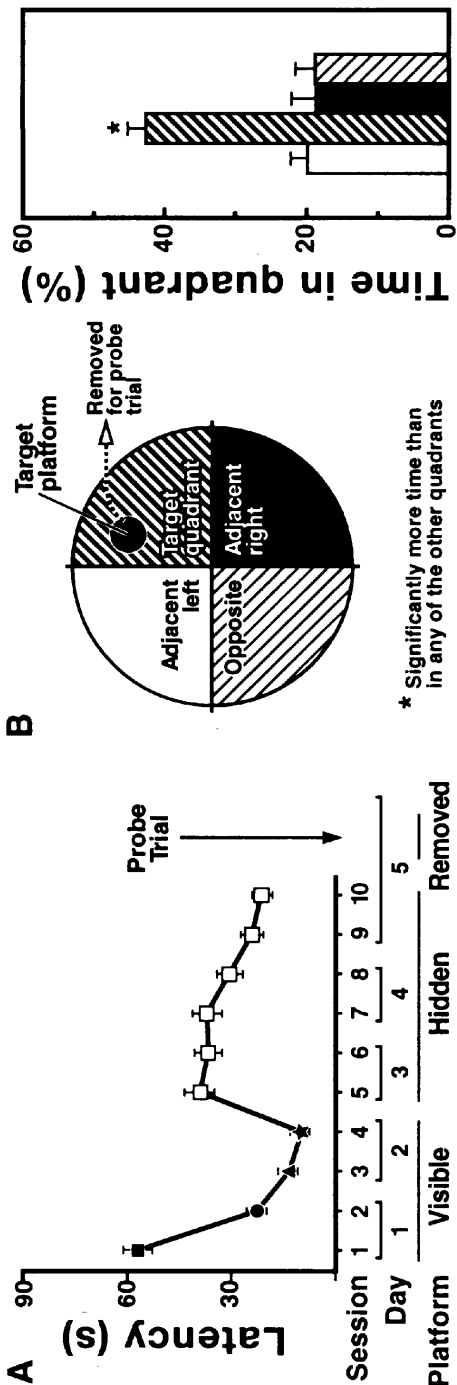 A
Latency (s)
90
60
30
Session
1 2 3 4 5 6 7 8 9 10
Day
1 2 3 4 5
Platform
Visible Hidden Removed
Probe
Trial
B
Target
platform
Removed
for probe
trial
Adjacent
left
Target
quadrant
Opposite
Adjacent
right
* Significantly more time than
in any of the other quadrants
Time in quadrant (%)
60
40
20
0
*